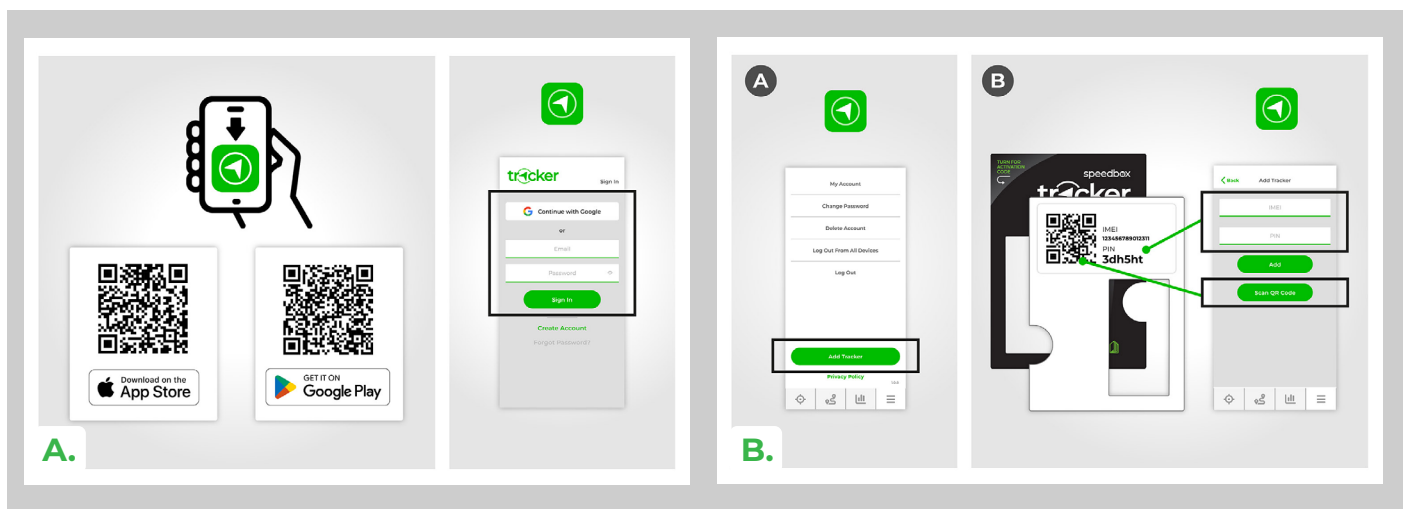 Download on the
App Store
GET IT ON
Google Play
A.
tracker
Sign In
Continue with Google
or
Email
Password
Sign In
Create Account
Forgot Password?
A
My Account
Change Password
Delete Account
Log Out From All Devices
Log Out
Add Tracker
Privacy Policy
B.
B
TURN FOR
ACTIVATION
CODE
speedbox
tracker
IMEI
123456789012311
PIN
3dh5ht
Back
Add Tracker
IMEI
PIN
Add
Scan QR Code